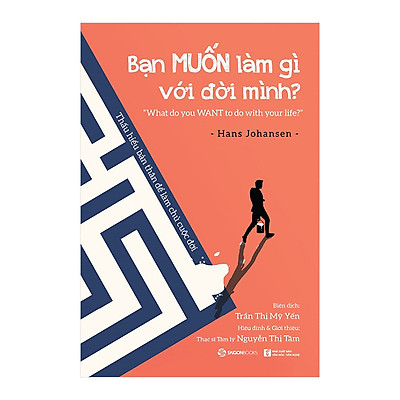 Bạn MUỐN làm gì
với đời mình?
"What do you WANT to do with your life?"
- Hans Johansen -
Thấu hiểu bản thân để làm chủ cuộc đời
Biên dịch:
Trần Thị Mỹ Yến
Hiệu đính & Giới thiệu:
Thạc sĩ Tâm lý Nguyễn Thị Tâm
SAIGONBOOKS